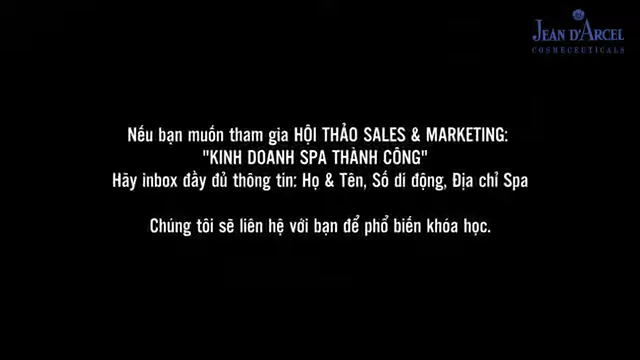 JEAN D'ARCEL
COSMECEUTICALS
Nếu bạn muốn tham gia HỘI THẢO SALES & MARKETING:
"KINH DOANH SPA THÀNH CÔNG"
Hãy inbox đầy đủ thông tin: Họ & Tên, Số di động, Địa chỉ Spa
Chúng tôi sẽ liên hệ với bạn để phổ biến khóa học.